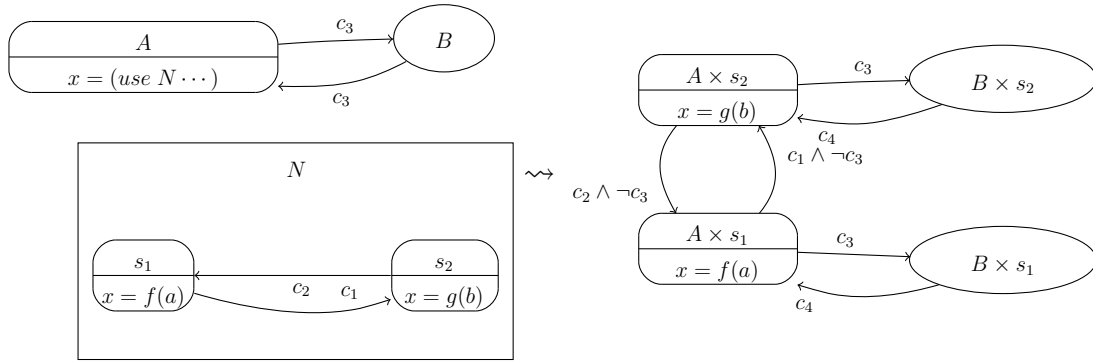 A
x = (use N ⋯)
c₃
B
c₃
N
s₁
x = f(a)
s₂
x = g(b)
c₂
c₁
⇝
A × s₂
x = g(b)
c₃
B × s₂
c₄
c₁ ∧ ¬c₃
c₂ ∧ ¬c₃
A × s₁
x = f(a)
c₃
B × s₁
c₄